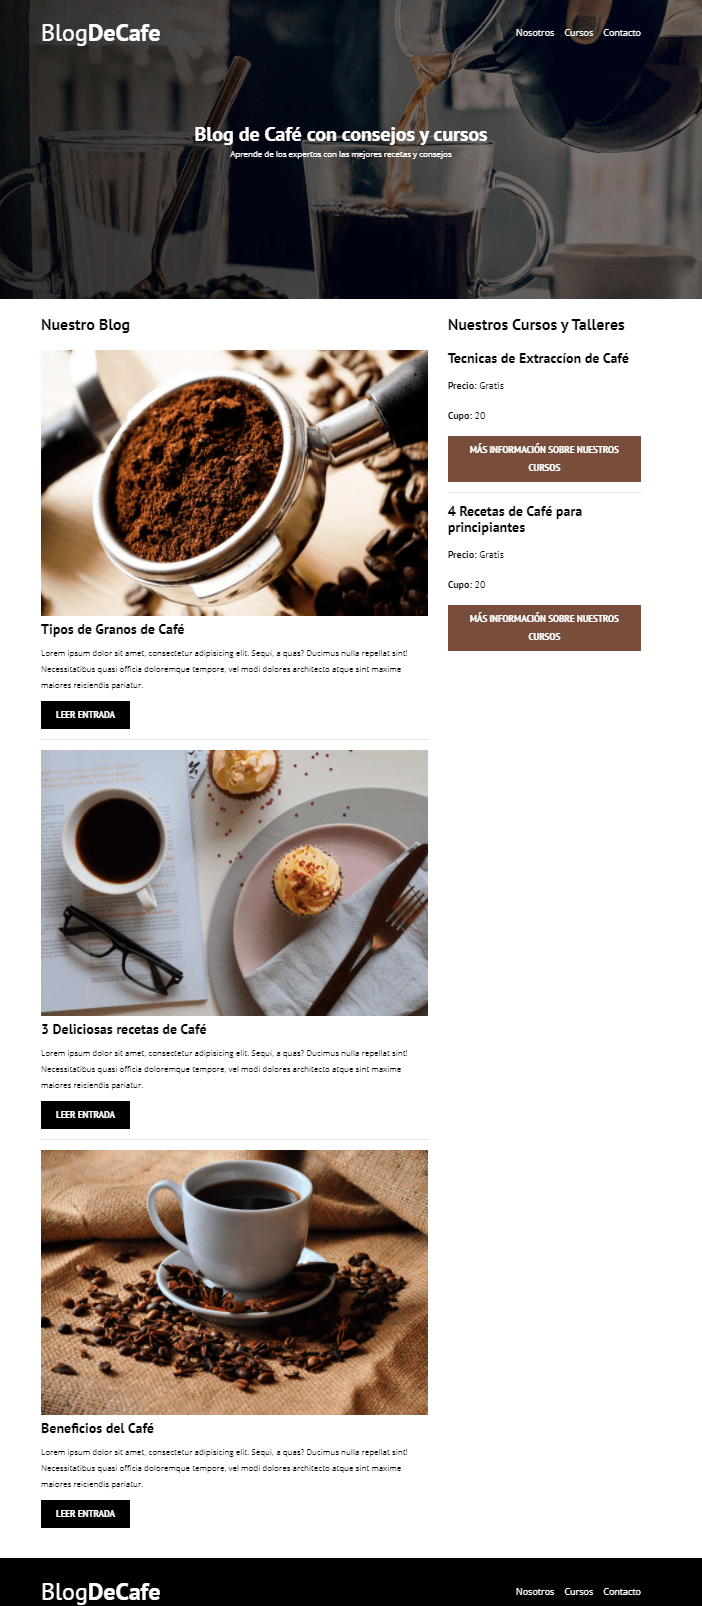 BlogDeCafe
Nosotros Cursos Contacto
Blog de Café con consejos y cursos
Aprende de los expertos con las mejores recetas y consejos
Nuestro Blog
Tipos de Granos de Café
Lorem ipsum dolor sit amet, consectetur adipisicing elit. Sequi, a quas? Ducimus nulla repellat sint!
Necessitatibus quasi officia doloremque tempore, vel modi dolores architecto atque sint maxime
maiores reiciendis pariatur.
LEER ENTRADA
3 Deliciosas recetas de Café
Lorem ipsum dolor sit amet, consectetur adipisicing elit. Sequi, a quas? Ducimus nulla repellat sint!
Necessitatibus quasi officia doloremque tempore, vel modi dolores architecto atque sint maxime
maiores reiciendis pariatur.
LEER ENTRADA
Beneficios del Café
Lorem ipsum dolor sit amet, consectetur adipisicing elit. Sequi, a quas? Ducimus nulla repellat sint!
Necessitatibus quasi officia doloremque tempore, vel modi dolores architecto atque sint maxime
maiores reiciendis pariatur.
LEER ENTRADA
Nuestros Cursos y Talleres
Tecnicas de Extraccíon de Café
Precio: Gratis
Cupo: 20
MÁS INFORMACIÓN SOBRE NUESTROS
CURSOS
4 Recetas de Café para
principiantes
Precio: Gratis
Cupo: 20
MÁS INFORMACIÓN SOBRE NUESTROS
CURSOS
BlogDeCafe
Nosotros Cursos Contacto